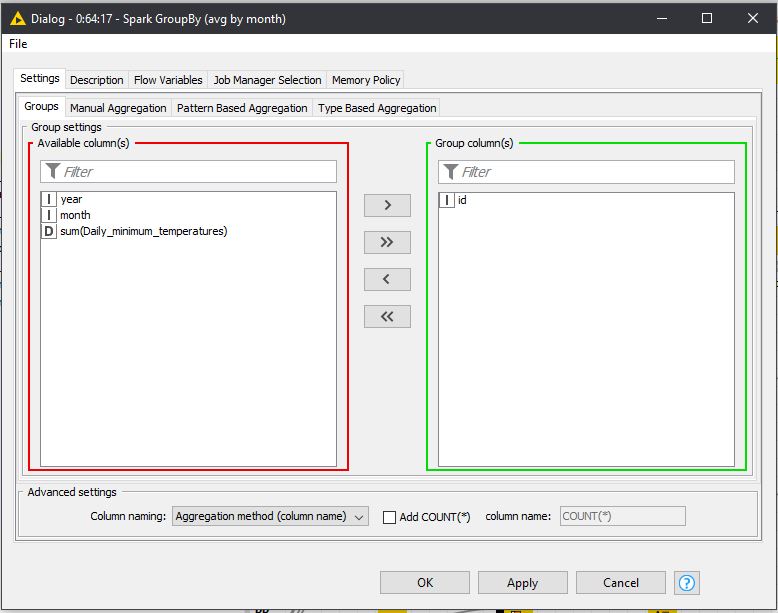 Dialog - 0:64:17 - Spark GroupBy (avg by month)
File
Settings Description Flow Variables Job Manager Selection Memory Policy
Groups Manual Aggregation Pattern Based Aggregation Type Based Aggregation
Group settings
Available column(s)
Filter
I year
I month
D sum(Daily_minimum_temperatures)
>
>>
<
<<
Group column(s)
Filter
I id
Advanced settings
Column naming: Aggregation method (column name) Add COUNT(*) column name: COUNT(*)
OK Apply Cancel ?